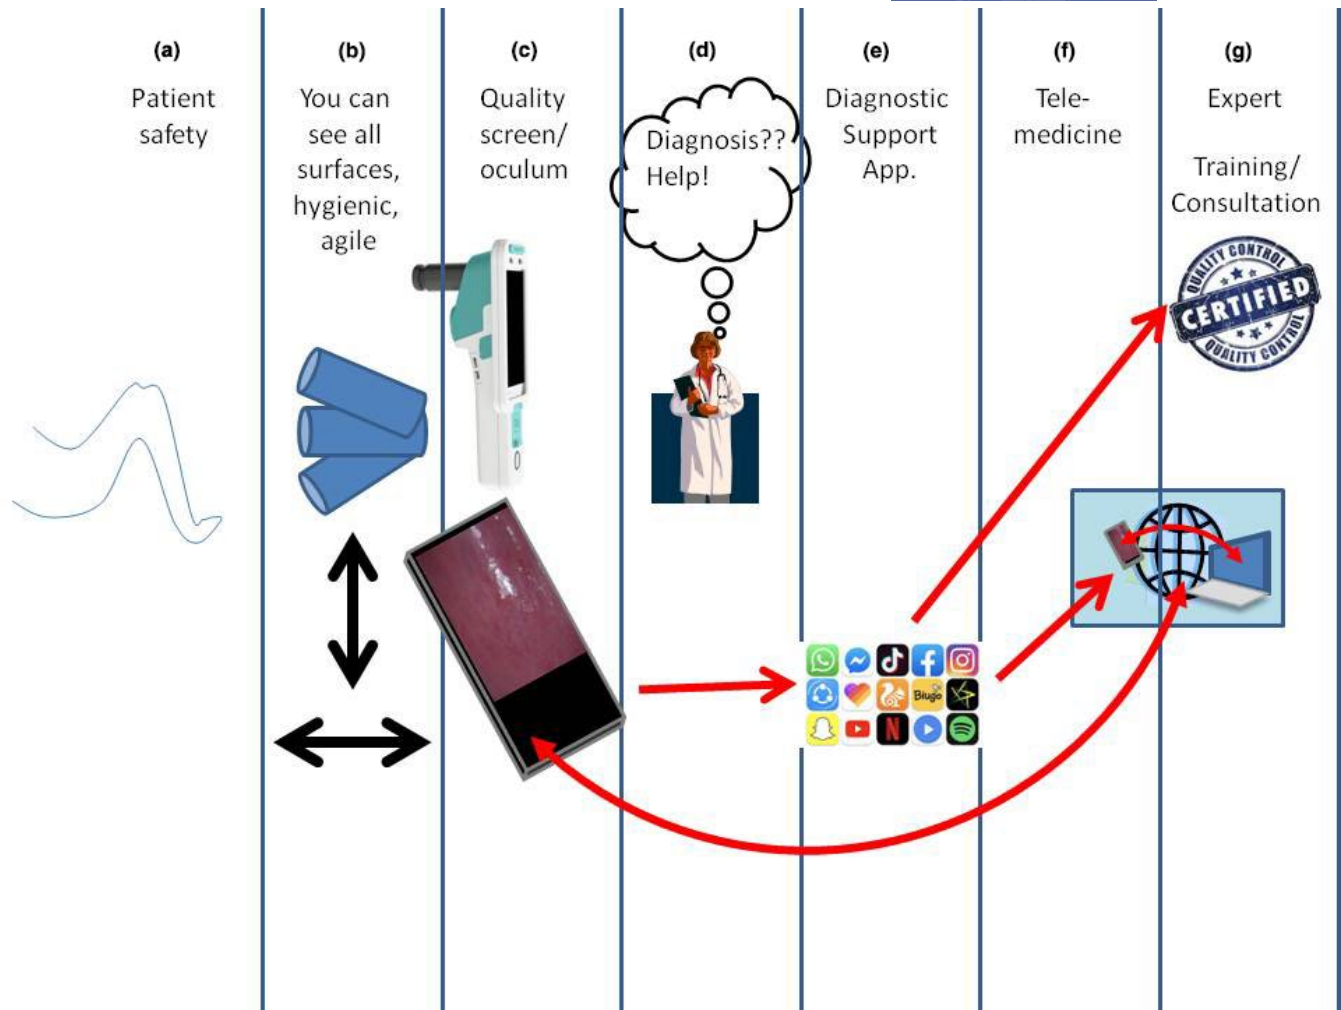 (a)
Patient
safety
(b)
You can
see all
surfaces,
hygienic,
agile
(c)
Quality
screen/
oculum
(d)
Diagnosis??
Help!
(e)
Diagnostic
Support
App.
(f)
Tele-
medicine
(g)
Expert
Training/
Consultation
QUALITY CONTROL
CERTIFIED
QUALITY CONTROL
Biugo